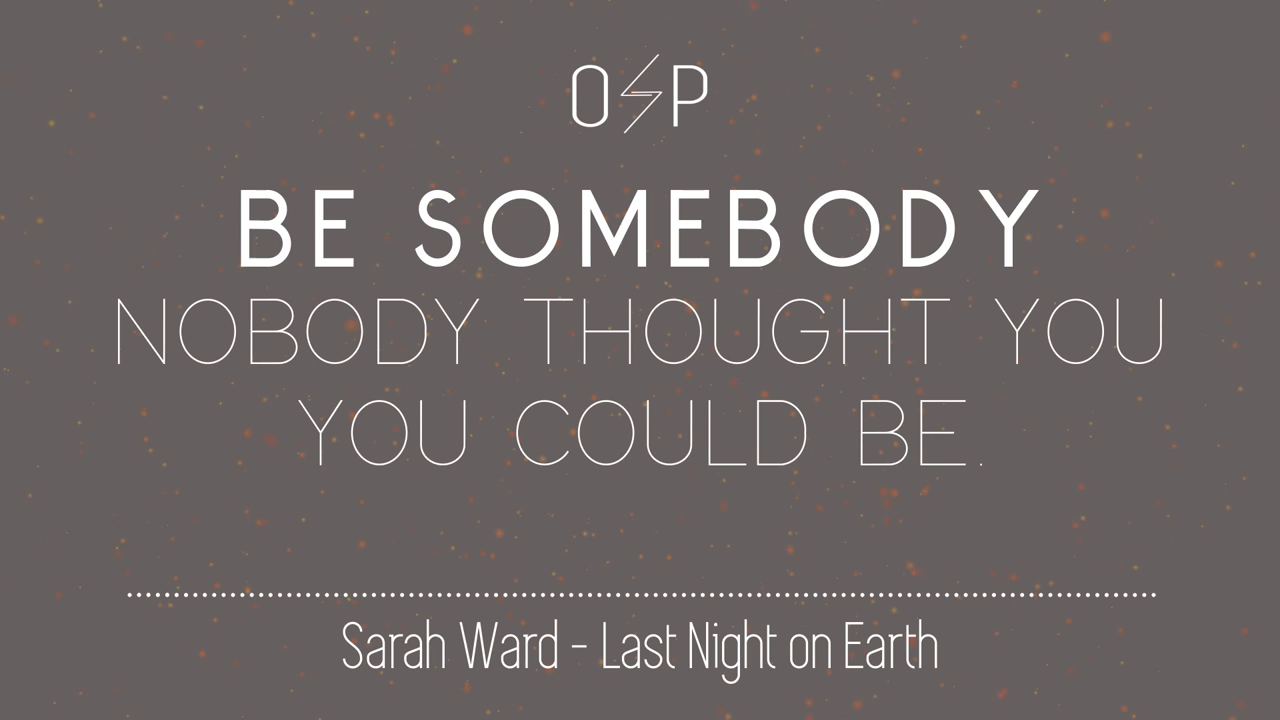 O⚡P
BE SOMEBODY
NOBODY THOUGHT YOU
YOU COULD BE.
Sarah Ward - Last Night on Earth